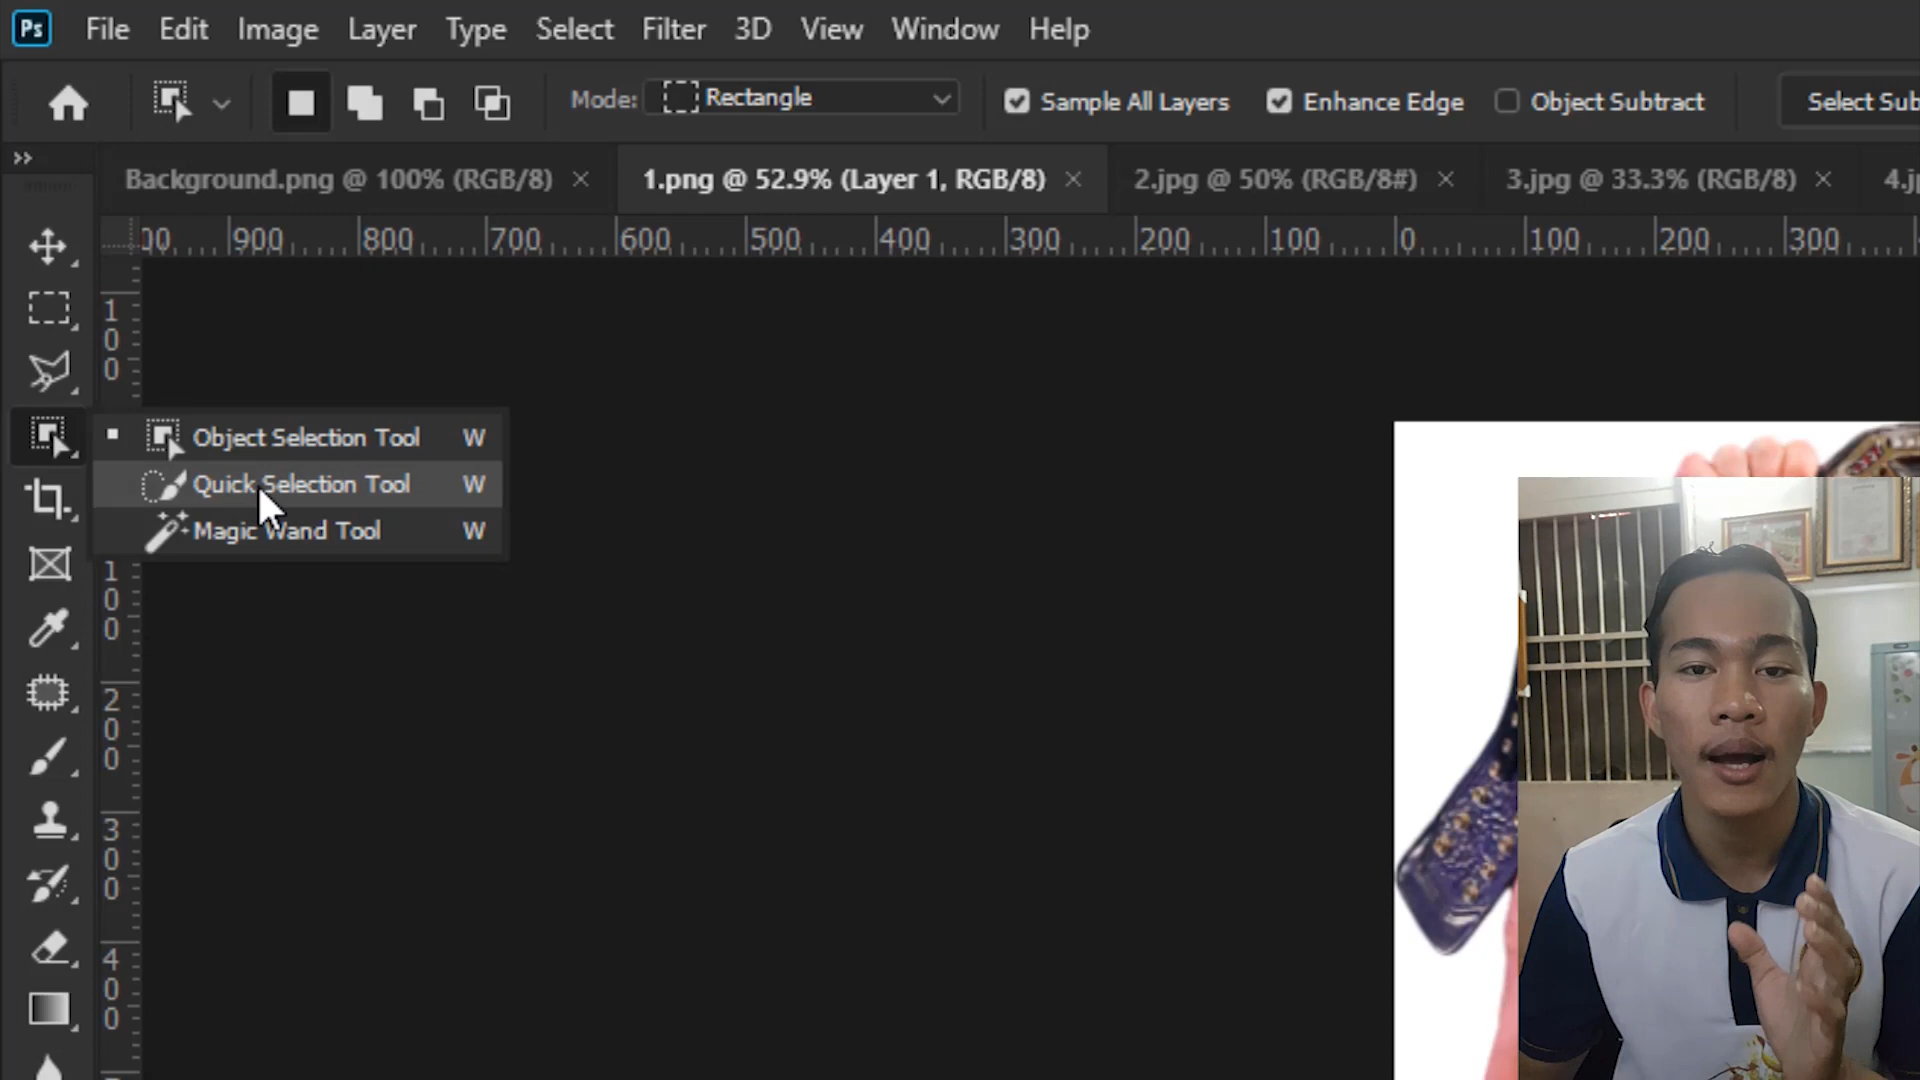 Ps File Edit Image Layer Type Select Filter 3D View Window Help
Mode: Rectangle Sample All Layers Enhance Edge Object Subtract Select Sub
Background.png @ 100% (RGB/8) × 1.png @ 52.9% (Layer 1, RGB/8) × 2.jpg @ 50% (RGB/8#) × 3.jpg @ 33.3% (RGB/8) × 4.j
00 900 800 700 600 500 400 300 200 100 0 100 200 300
100
Object Selection Tool W
Quick Selection Tool W
Magic Wand Tool W
100
200
300
400